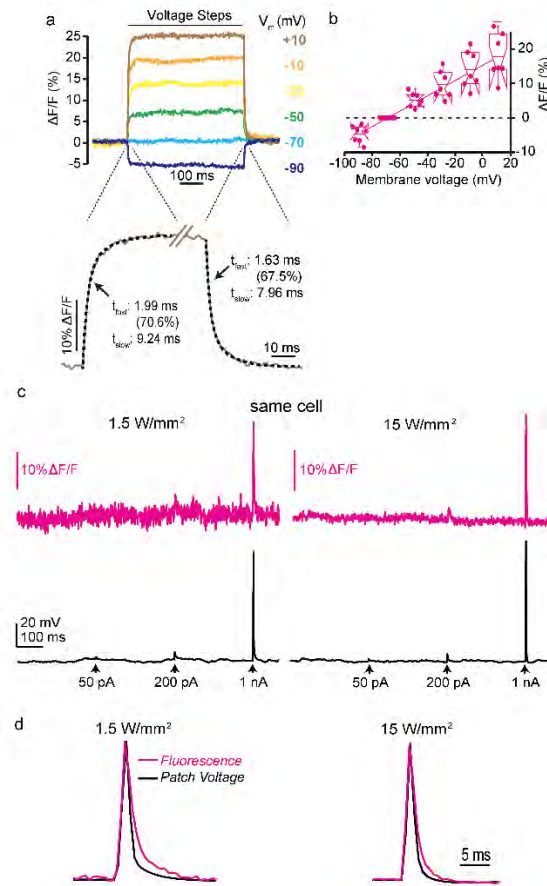 a
Voltage Steps
Vm (mV)
25
20
15
10
5
0
-5
ΔF/F (%)
+10
-10
-30
-50
-70
-90
100 ms
b
20
10
0
10
ΔF/F (%)
-100 -80 -60 -40 -20 0 20
Membrane voltage (mV)
10% ΔF/F
tfast: 1.99 ms
(70.6%)
tslow: 9.24 ms
tfast: 1.63 ms
(67.5%)
tslow: 7.96 ms
10 ms
c
same cell
1.5 W/mm²
15 W/mm²
10% ΔF/F
10% ΔF/F
20 mV
100 ms
50 pA
200 pA
1 nA
50 pA
200 pA
1 nA
d
1.5 W/mm²
15 W/mm²
Fluorescence
Patch Voltage
5 ms